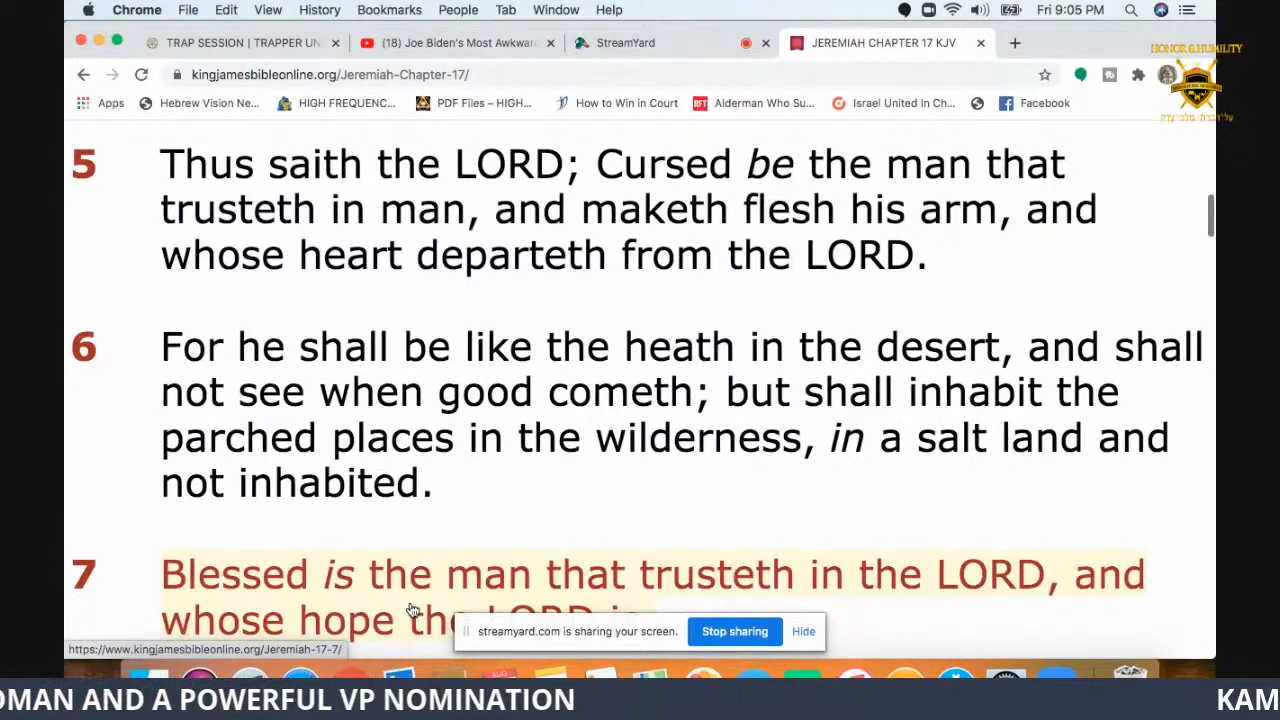 Chrome File Edit View History Bookmarks People Tab Window Help Fri 9:05 PM
TRAP SESSION | TRAPPER UN (18) Joe Biden's Most Awkwar StreamYard JEREMIAH CHAPTER 17 KJV
HONOR & HUMILITY
kingjamesbibleonline.org/Jeremiah-Chapter-17/
Apps Hebrew Vision Ne... HIGH FREQUENC... PDF Files – HIGH... How to Win in Court RFT Alderman Who Su... Israel United In Ch... Facebook
5 Thus saith the LORD; Cursed be the man that
trusteth in man, and maketh flesh his arm, and
whose heart departeth from the LORD.
6 For he shall be like the heath in the desert, and shall
not see when good cometh; but shall inhabit the
parched places in the wilderness, in a salt land and
not inhabited.
7 Blessed is the man that trusteth in the LORD, and
whose hope the LORD is.
streamyard.com is sharing your screen. Stop sharing Hide
https://www.kingjamesbibleonline.org/Jeremiah-17-7/
OMAN AND A POWERFUL VP NOMINATION KAM